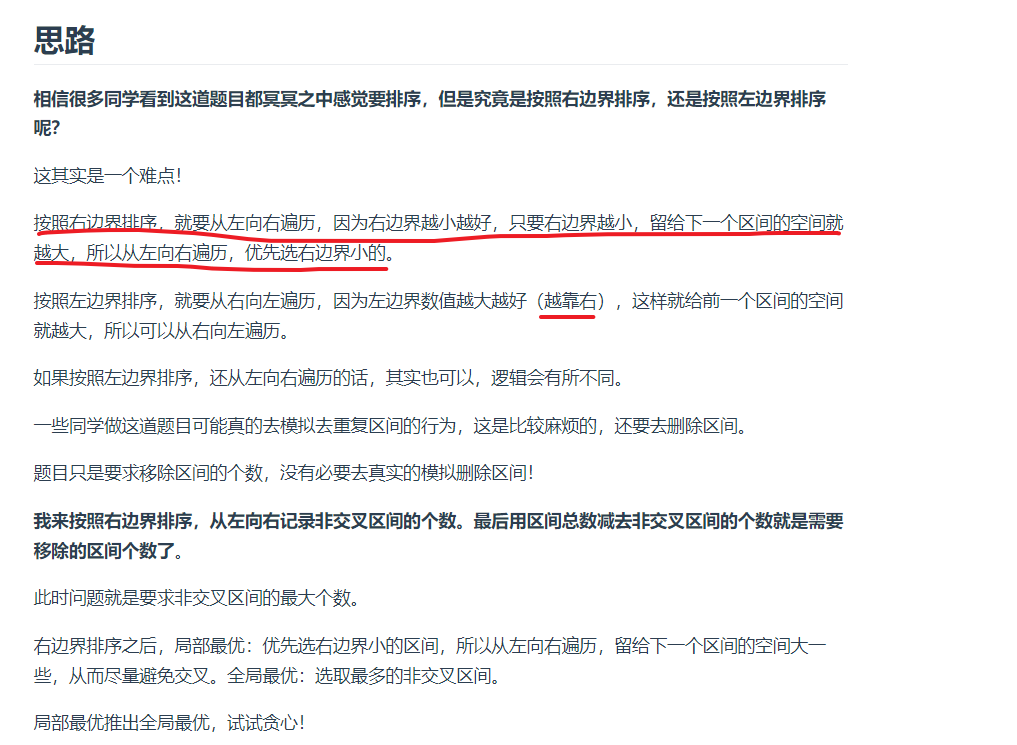 思路
相信很多同学看到这道题目都冥冥之中感觉要排序，但是究竟是按照右边界排序，还是按照左边界排序
呢？
这其实是一个难点！
按照右边界排序，就要从左向右遍历，因为右边界越小越好，只要右边界越小，留给下一个区间的空间就
越大，所以从左向右遍历，优先选右边界小的。
按照左边界排序，就要从右向左遍历，因为左边界数值越大越好（越靠右），这样就给前一个区间的空间
就越大，所以可以从右向左遍历。
如果按照左边界排序，还从左向右遍历的话，其实也可以，逻辑会有所不同。
一些同学做这道题目可能真的去模拟去重复区间的行为，这是比较麻烦的，还要去删除区间。
题目只是要求移除区间的个数，没有必要去真实的模拟删除区间！
我来按照右边界排序，从左向右记录非交叉区间的个数。最后用区间总数减去非交叉区间的个数就是需要
移除的区间个数了。
此时问题就是要求非交叉区间的最大个数。
右边界排序之后，局部最优：优先选右边界小的区间，所以从左向右遍历，留给下一个区间的空间大一
些，从而尽量避免交叉。全局最优：选取最多的非交叉区间。
局部最优推出全局最优，试试贪心！